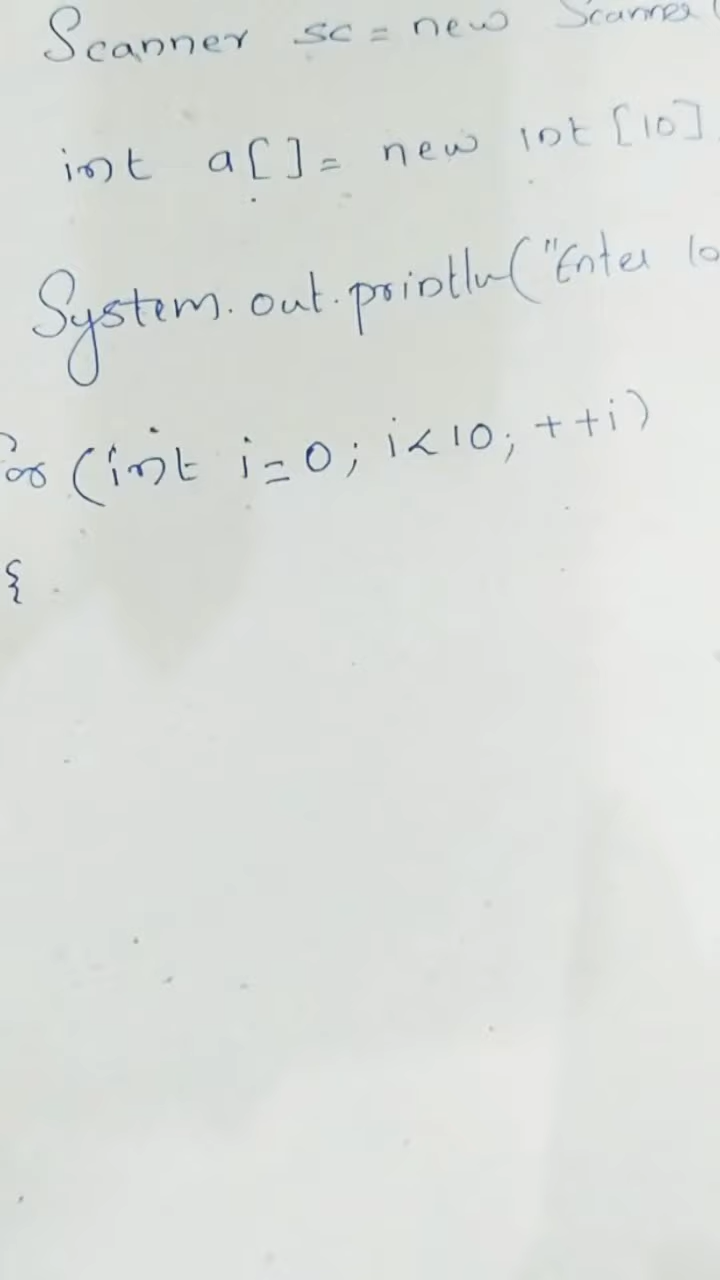 Scanner sc = new Scanner(
int a[] = new int [10]
System.out.println("Enter 10
for (int i=0; i<10; ++i)
{